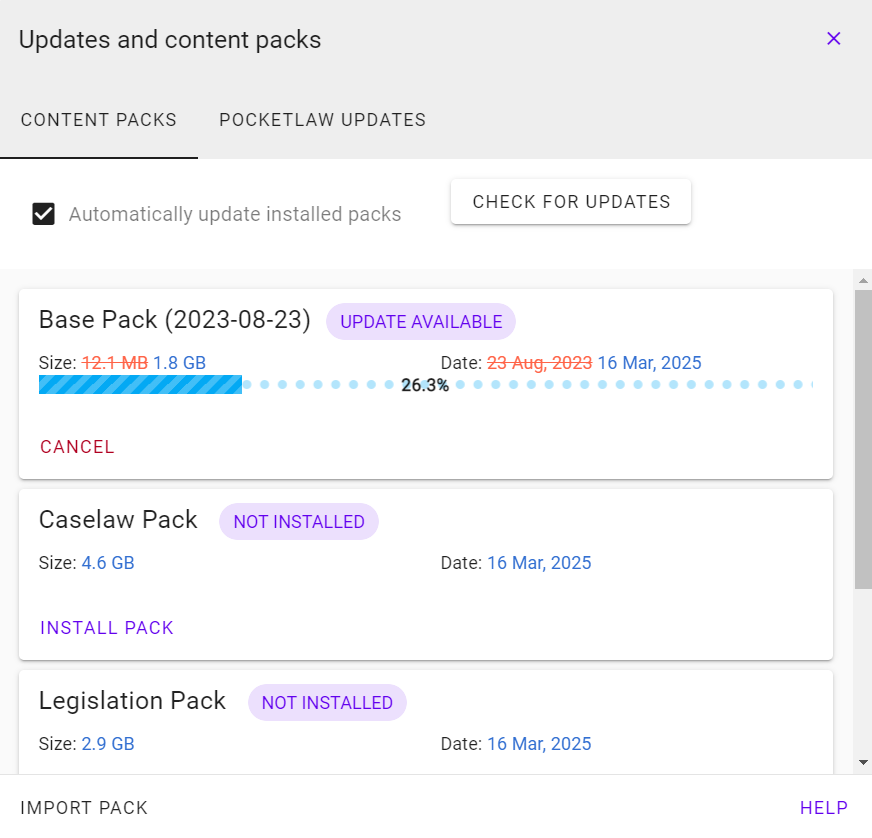 Updates and content packs
CONTENT PACKS POCKETLAW UPDATES
Automatically update installed packs CHECK FOR UPDATES
Base Pack (2023-08-23) UPDATE AVAILABLE
Size: 12.1 MB 1.8 GB Date: 23 Aug, 2023 16 Mar, 2025
26.3%
CANCEL
Caselaw Pack NOT INSTALLED
Size: 4.6 GB Date: 16 Mar, 2025
INSTALL PACK
Legislation Pack NOT INSTALLED
Size: 2.9 GB Date: 16 Mar, 2025
IMPORT PACK HELP